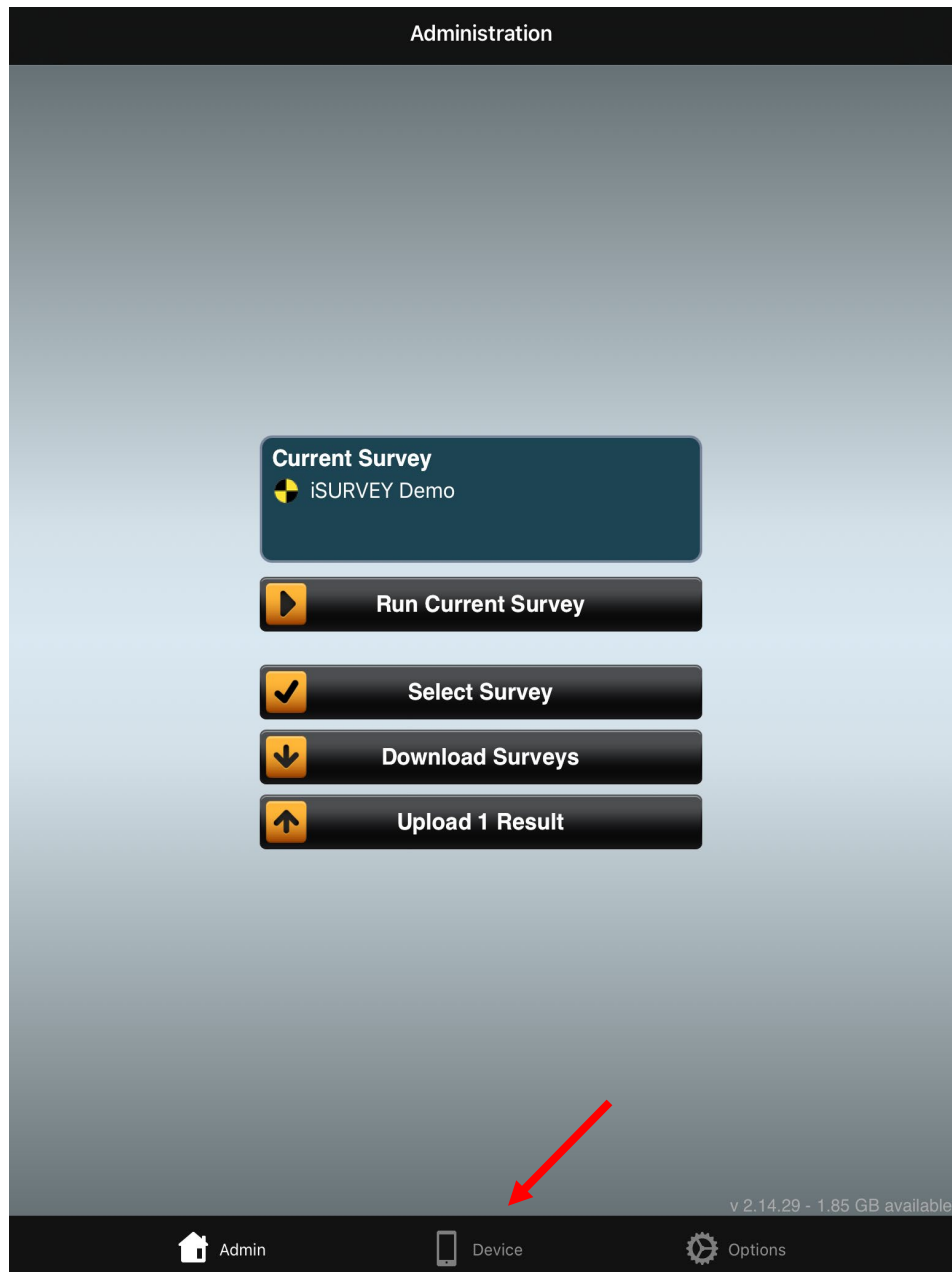 Administration
Current Survey
iSURVEY Demo
Run Current Survey
Select Survey
Download Surveys
Upload 1 Result
v 2.14.29 - 1.85 GB available
Admin
Device
Options